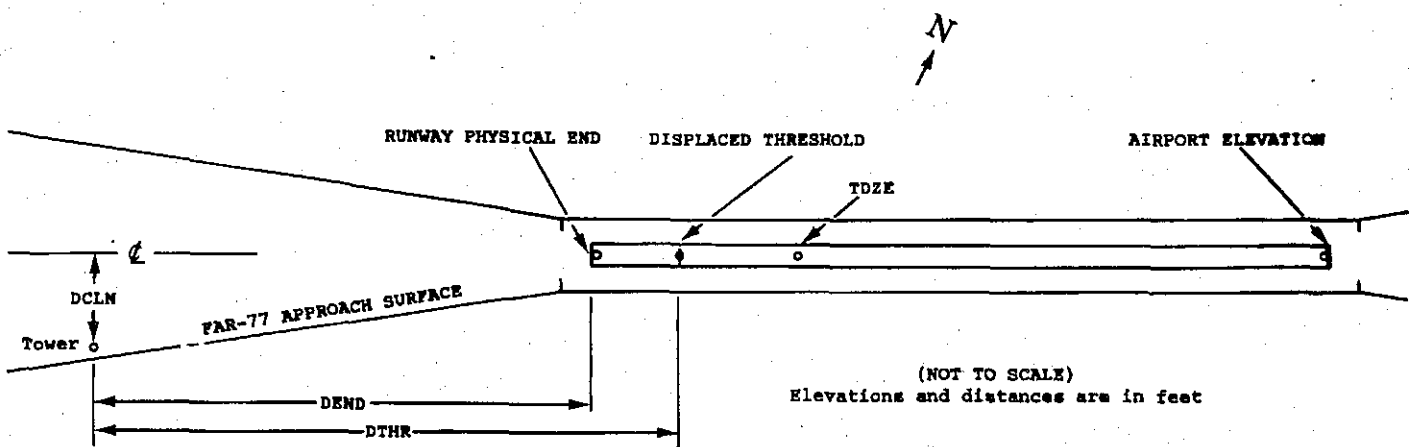 N
RUNWAY PHYSICAL END
DISPLACED THRESHOLD
AIRPORT ELEVATION
TDZE
℄
DCLN
FAR-77 APPROACH SURFACE
Tower
(NOT TO SCALE)
Elevations and distances are in feet
DEND
DTHR